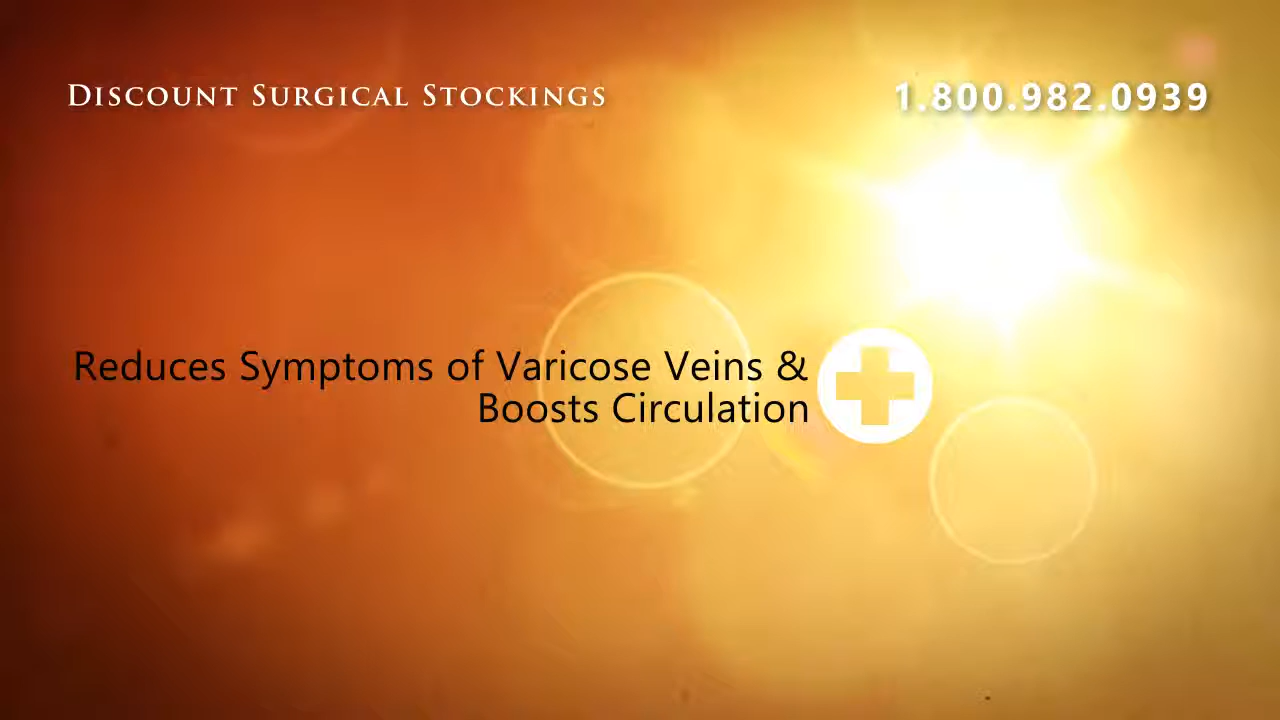 Discount Surgical Stockings
1.800.982.0939
Reduces Symptoms of Varicose Veins &
Boosts Circulation